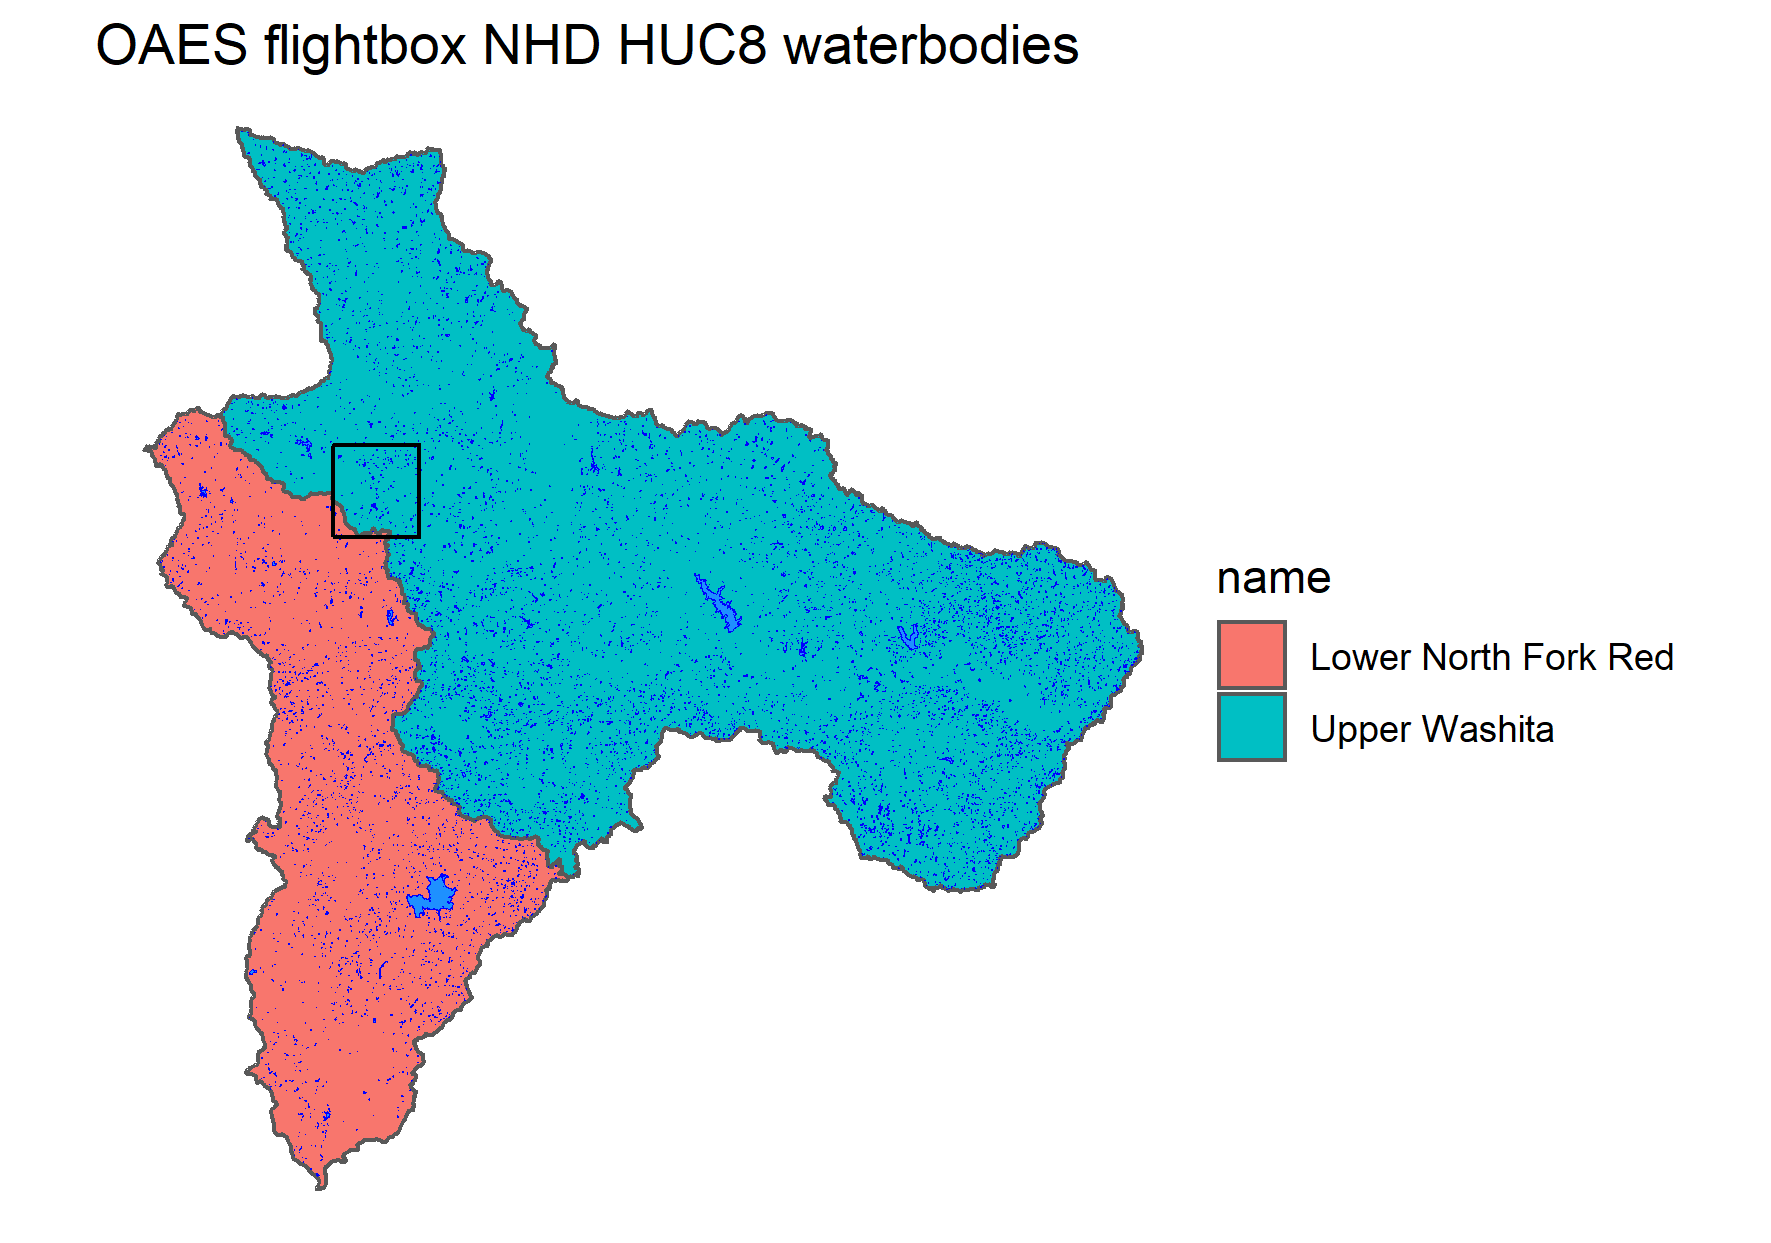 OAES flightbox NHD HUC8 waterbodies
name
Lower North Fork Red
Upper Washita